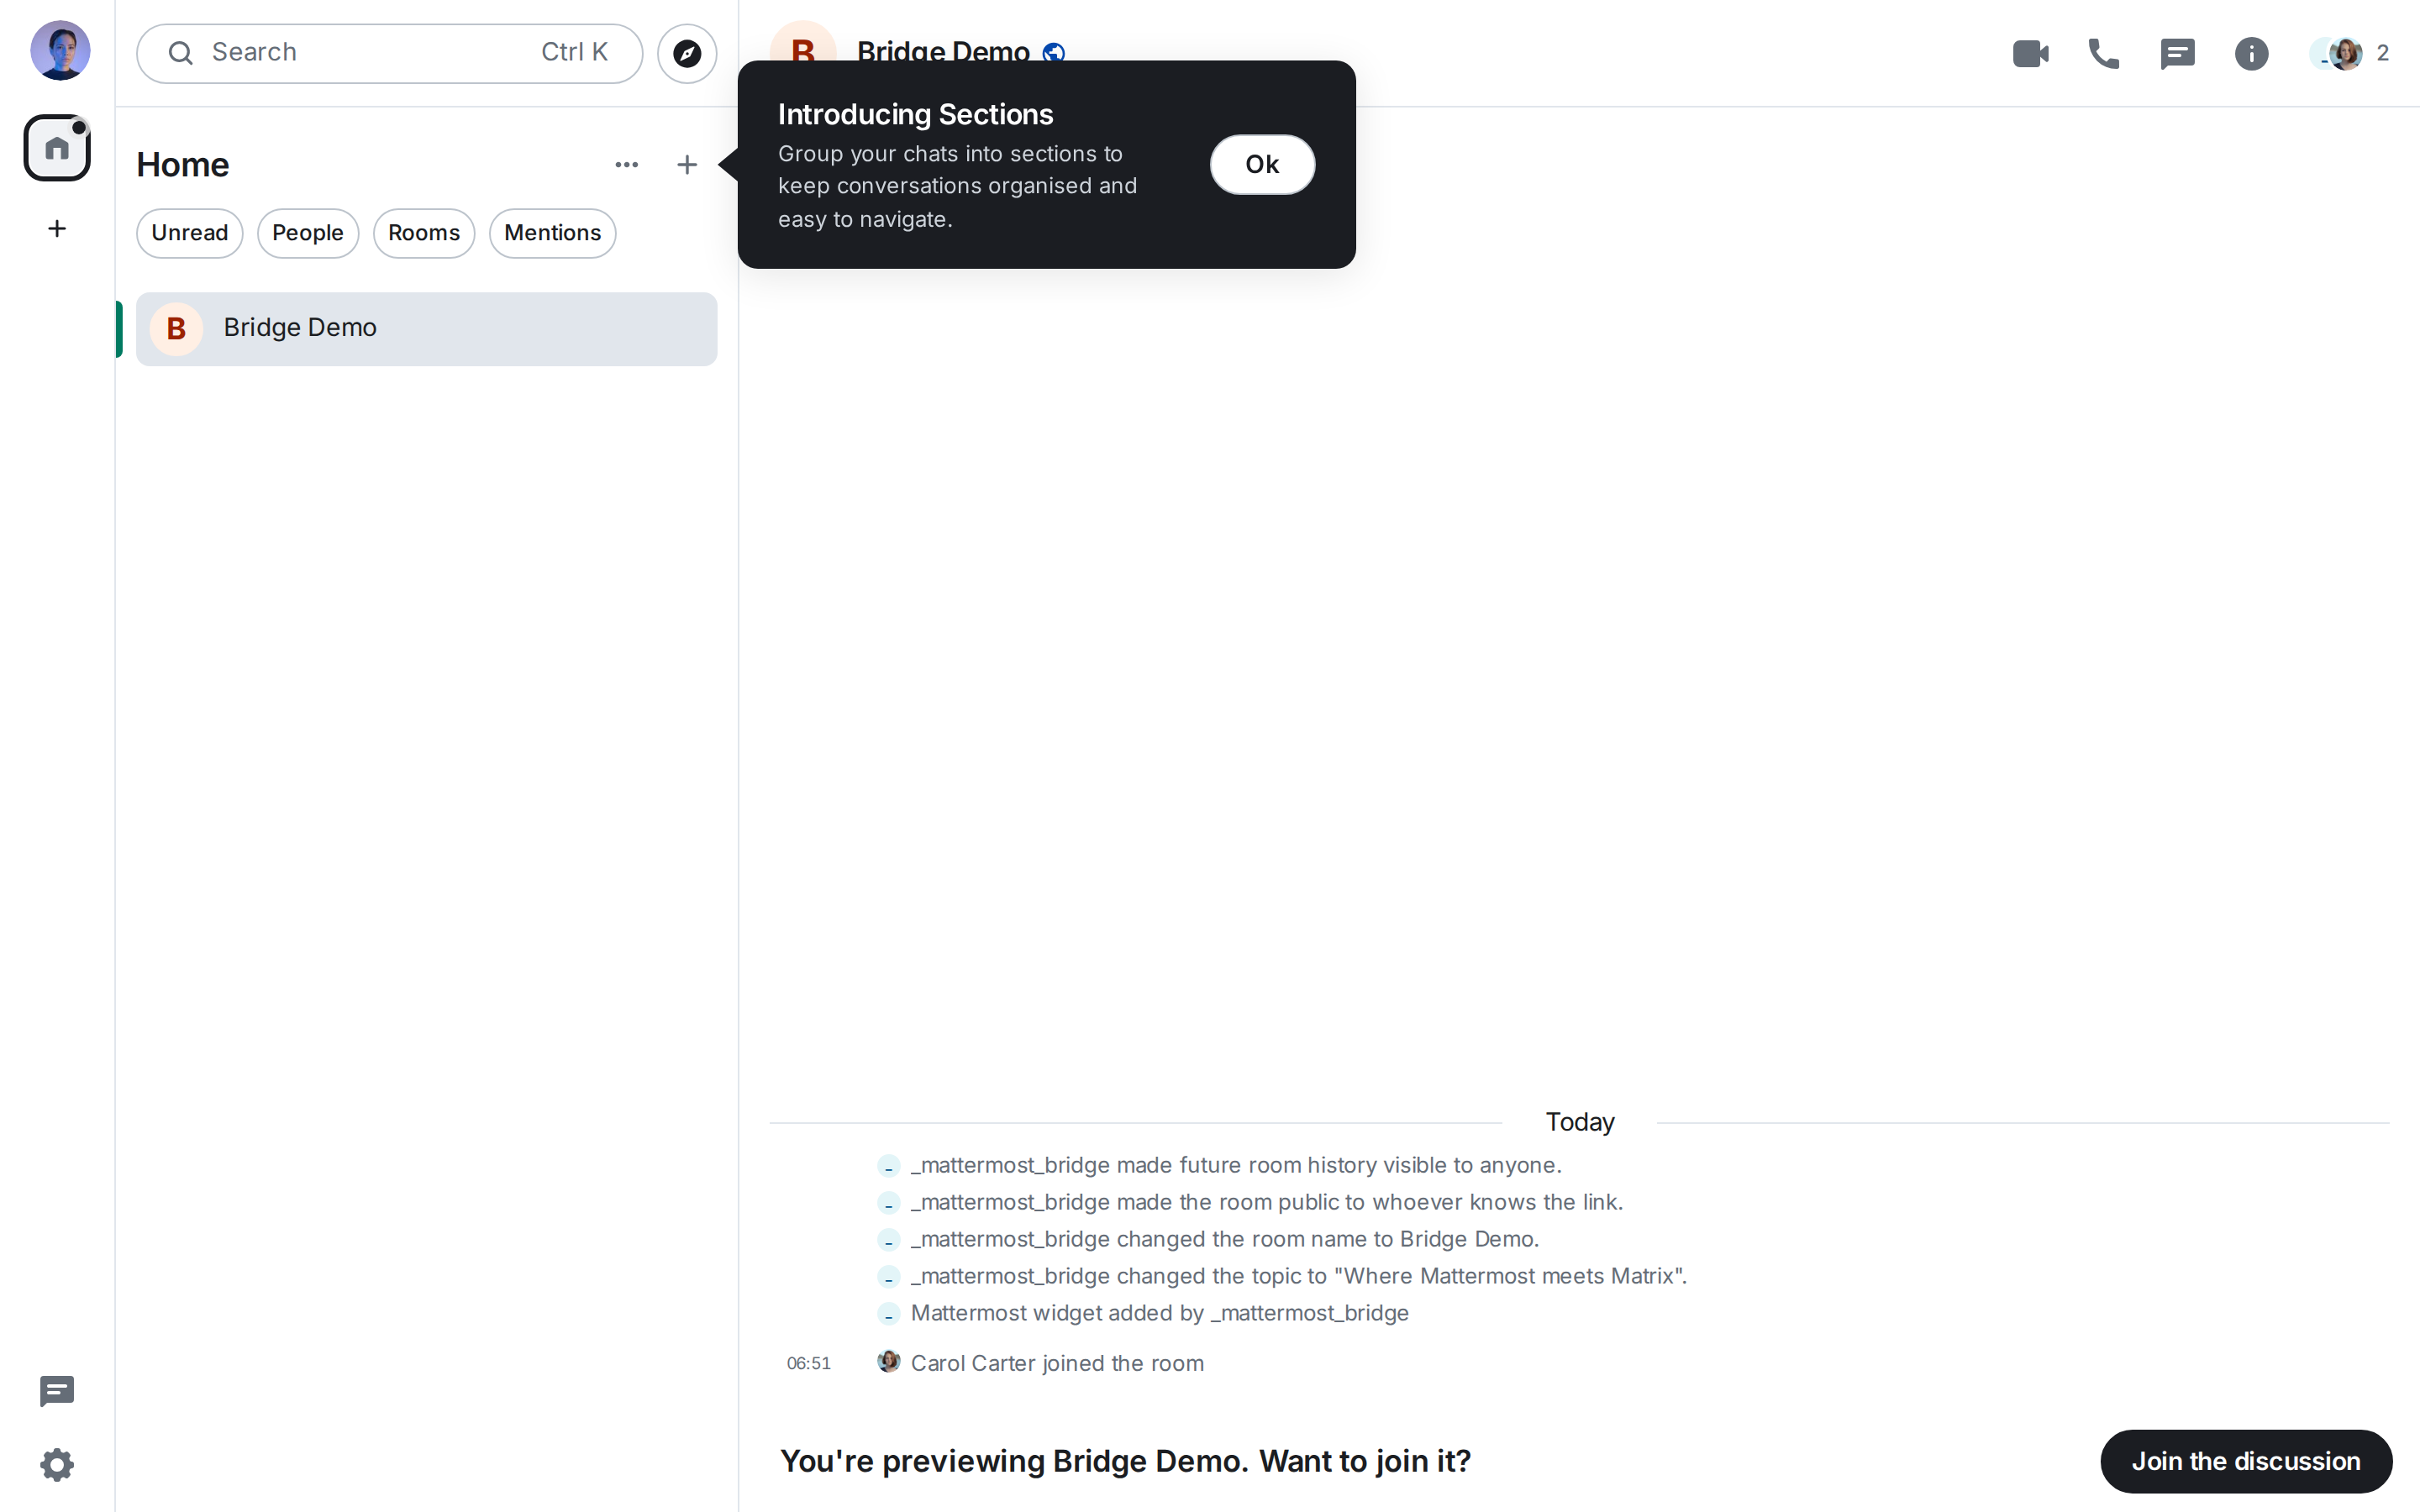 Search
Ctrl K
B
Bridge Demo
2
Introducing Sections
Group your chats into sections to
keep conversations organised and
easy to navigate.
Ok
Home
Unread
People
Rooms
Mentions
B
Bridge Demo
Today
_mattermost_bridge made future room history visible to anyone.
_mattermost_bridge made the room public to whoever knows the link.
_mattermost_bridge changed the room name to Bridge Demo.
_mattermost_bridge changed the topic to "Where Mattermost meets Matrix".
Mattermost widget added by _mattermost_bridge
06:51
Carol Carter joined the room
You're previewing Bridge Demo. Want to join it?
Join the discussion